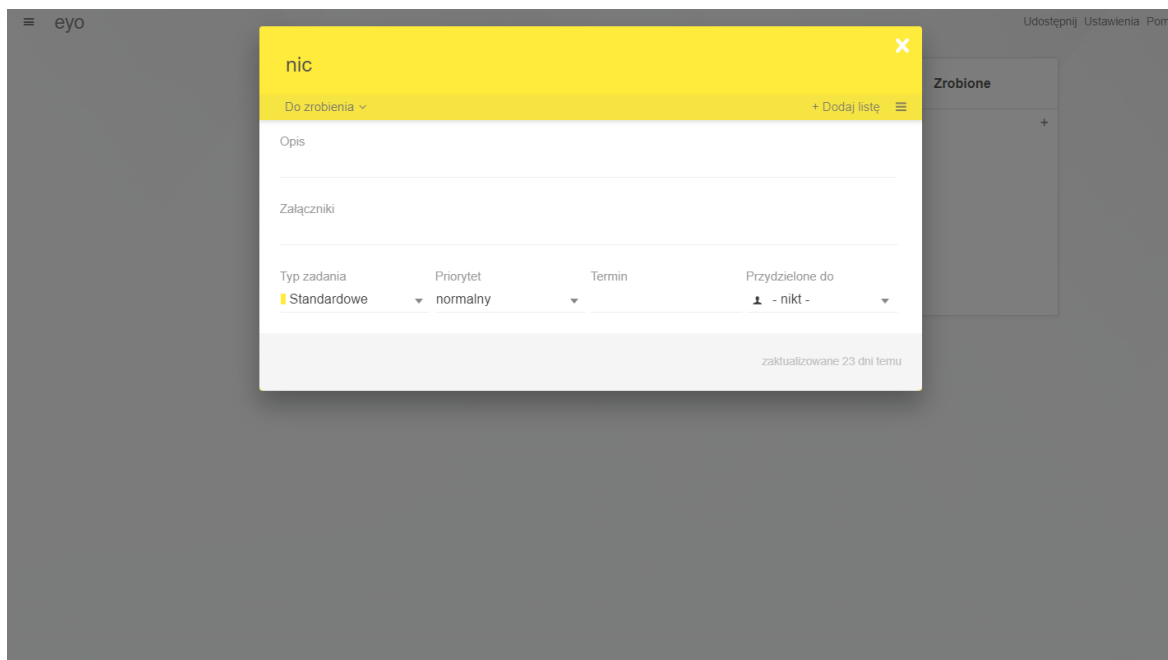 eyo
Udostępnij Ustawienia
nic
Zrobione
Do zrobienia
+ Dodaj listę
+
Opis
Załączniki
Typ zadania Priorytet Termin Przydzielone do
Standardowe normalny - nikt -
zaktualizowane 23 dni temu